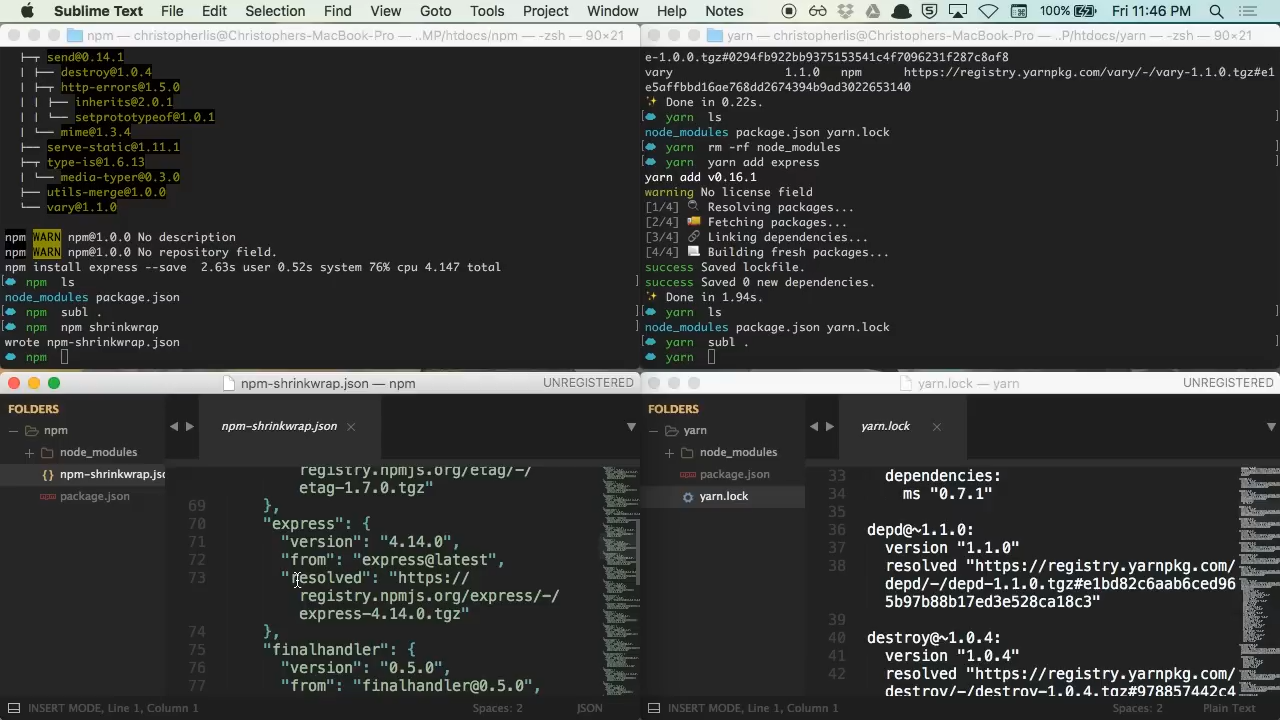 Sublime Text File Edit Selection Find View Goto Tools Project Window Help Notes 100% Fri 11:46 PM
npm — christopherlis@Christophers-MacBook-Pro — ..MP/htdocs/npm — -zsh — 90×21
send@0.14.1
destroy@1.0.4
http-errors@1.5.0
inherits@2.0.1
setprototypeof@1.0.1
mime@1.3.4
serve-static@1.11.1
type-is@1.6.13
media-typer@0.3.0
utils-merge@1.0.0
vary@1.1.0
npm WARN npm@1.0.0 No description
npm WARN npm@1.0.0 No repository field.
npm install express --save 2.63s user 0.52s system 76% cpu 4.147 total
npm ls
node_modules package.json
npm subl .
npm npm shrinkwrap
wrote npm-shrinkwrap.json
npm
yarn — christopherlis@Christophers-MacBook-Pro — ..P/htdocs/yarn — -zsh — 90×21
e-1.0.0.tgz#0294fb922bb9375153541c4f7096231f287c8af8
vary 1.1.0 npm https://registry.yarnpkg.com/vary/-/vary-1.1.0.tgz#e1
e5affbbd16ae768dd2674394b9ad3022653140
✨ Done in 0.22s.
yarn ls
node_modules package.json yarn.lock
yarn rm -rf node_modules
yarn yarn add express
yarn add v0.16.1
warning No license field
[1/4] 🔍 Resolving packages...
[2/4] 🚚 Fetching packages...
[3/4] 🔗 Linking dependencies...
[4/4] 📃 Building fresh packages...
success Saved lockfile.
success Saved 0 new dependencies.
✨ Done in 1.94s.
yarn ls
node_modules package.json yarn.lock
yarn subl .
yarn
npm-shrinkwrap.json — npm UNREGISTERED
FOLDERS
npm
node_modules
npm-shrinkwrap.jsc
package.json
npm-shrinkwrap.json ×
registry.npmjs.org/etag/-/
etag-1.7.0.tgz"
69 },
70 "express": {
71 "version": "4.14.0",
72 "from": "express@latest",
73 "resolved": "https://
registry.npmjs.org/express/-/
express-4.14.0.tgz"
74 },
75 "finalhandler": {
76 "version": "0.5.0",
77 "from": "finalhandler@0.5.0",
INSERT MODE, Line 1, Column 1 Spaces: 2 JSON
yarn.lock — yarn UNREGISTERED
FOLDERS
yarn
node_modules
package.json
yarn.lock
yarn.lock ×
33 dependencies:
34 ms "0.7.1"
35
36 depd@~1.1.0:
37 version "1.1.0"
38 resolved "https://registry.yarnpkg.com/
depd/-/depd-1.1.0.tgz#e1bd82c6aab6ced96
5b97b88b17ed3e528ca18c3"
39
40 destroy@~1.0.4:
41 version "1.0.4"
42 resolved "https://registry.yarnpkg.com/
destroy/-/destroy-1.0.4.tgz#978857442c4
INSERT MODE, Line 1, Column 1 Spaces: 2 Plain Text